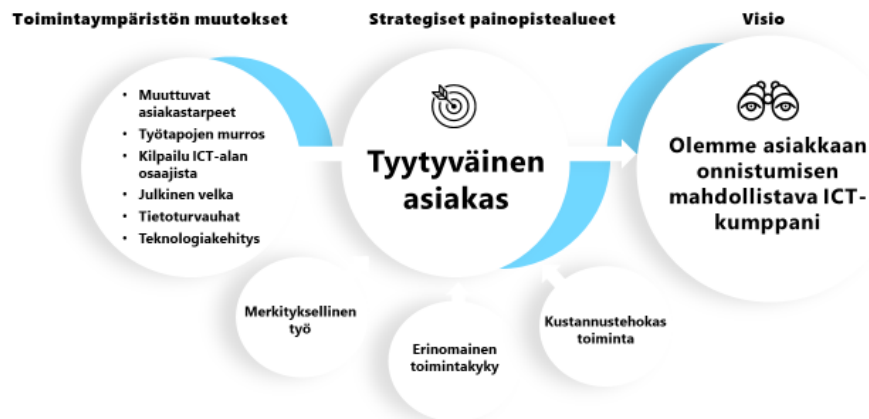 Toimintaympäristön muutokset
Strategiset painopistealueet
Visio
• Muuttuvat
asiakastarpeet
• Työtapojen murros
• Kilpailu ICT-alan
osaajista
• Julkinen velka
• Tietoturvauhat
• Teknologiakehitys
Tyytyväinen
asiakas
Olemme asiakkaan
onnistumisen
mahdollistava ICT-
kumppani
Merkityksellinen
työ
Erinomainen
toimintakyky
Kustannustehokas
toiminta